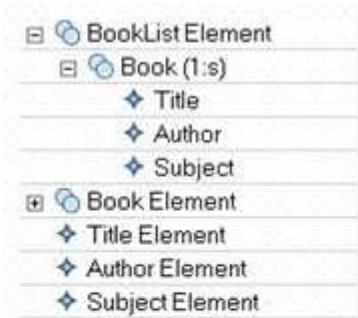 BookList Element
Book (1:s)
Title
Author
Subject
Book Element
Title Element
Author Element
Subject Element